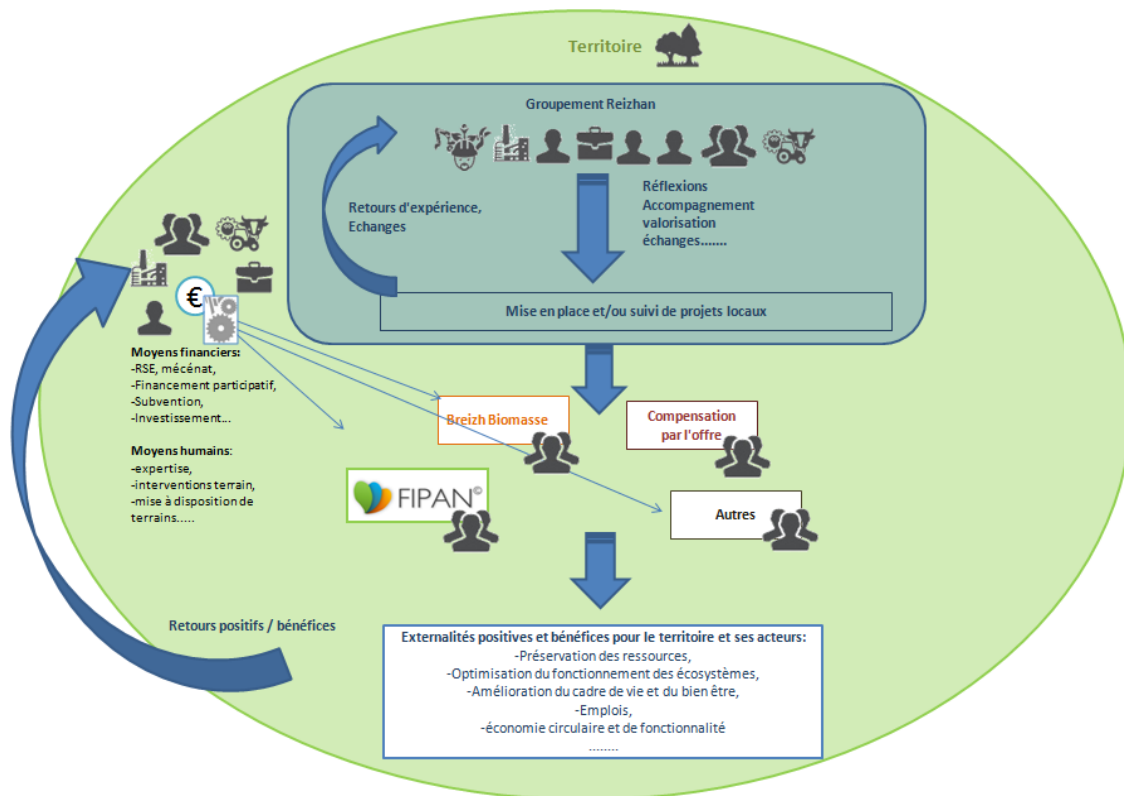 Territoire
Groupement Reizhan
Retours d'expérience,
Echanges
Réflexions
Accompagnement
valorisation
échanges.......
Mise en place et/ou suivi de projets locaux
€
Moyens financiers:
-RSE, mécénat,
-Financement participatif,
-Subvention,
-Investissement...
Moyens humains:
-expertise,
-interventions terrain,
-mise à disposition de
terrains.....
Breizh Biomasse
Compensation
par l'offre
FIPAN©
Autres
Retours positifs / bénéfices
Externalités positives et bénéfices pour le territoire et ses acteurs:
-Préservation des ressources,
-Optimisation du fonctionnement des écosystèmes,
-Amélioration du cadre de vie et du bien être,
-Emplois,
-économie circulaire et de fonctionnalité
........